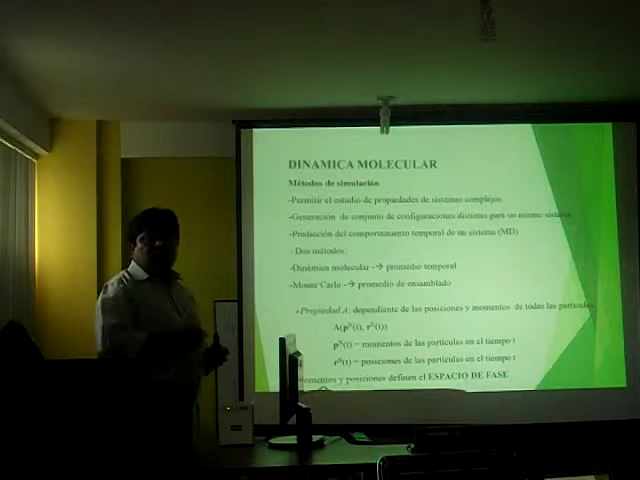 DINAMICA MOLECULAR
Métodos de simulación
-Permitir el estudio de propiedades de sistemas complejos
-Generación de conjunto de configuraciones distintas para un mismo sistema
-Predicción del comportamiento temporal de un sistema (MD)
- Dos métodos:
-Dinámica molecular -→ promedio temporal
-Monte Carlo -→ promedio de ensamblado
-Propiedad A: dependiente de las posiciones y momentos de todas las partículas
A(pᴺ(t), rᴺ(t))
pᴺ(t) = momentos de las partículas en el tiempo t
rᴺ(t) = posiciones de las partículas en el tiempo t
omentos y posiciones definen el ESPACIO DE FASE